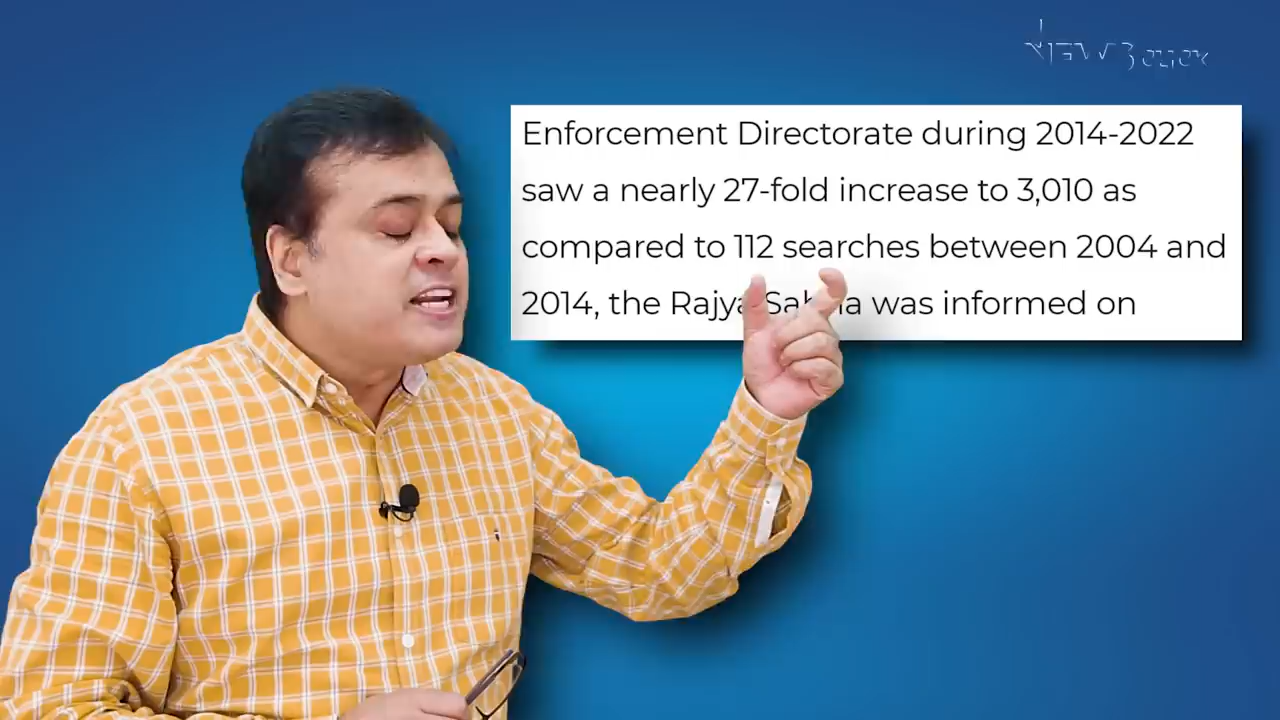 Enforcement Directorate during 2014-2022
saw a nearly 27-fold increase to 3,010 as
compared to 112 searches between 2004 and
2014, the Rajya Sabha was informed on